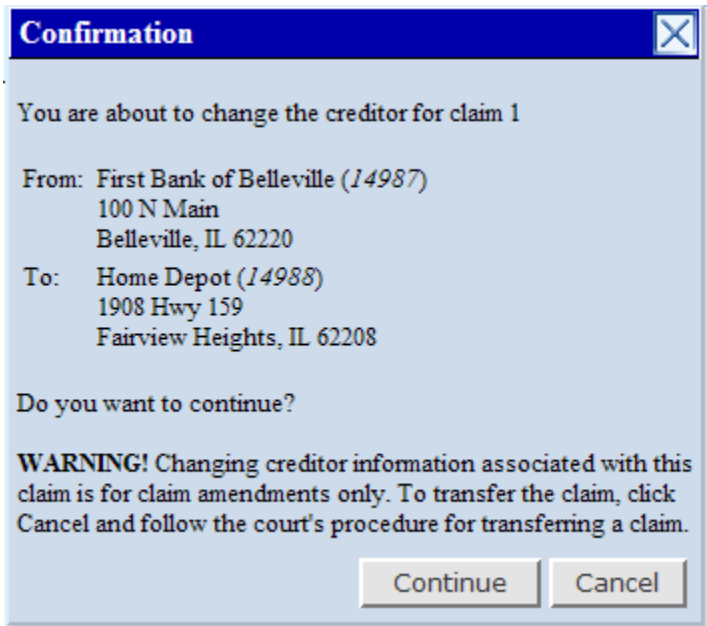 Confirmation
You are about to change the creditor for claim 1
From: First Bank of Belleville (14987)
100 N Main
Belleville, IL 62220
To: Home Depot (14988)
1908 Hwy 159
Fairview Heights, IL 62208
Do you want to continue?
WARNING! Changing creditor information associated with this
claim is for claim amendments only. To transfer the claim, click
Cancel and follow the court's procedure for transferring a claim.
Continue Cancel